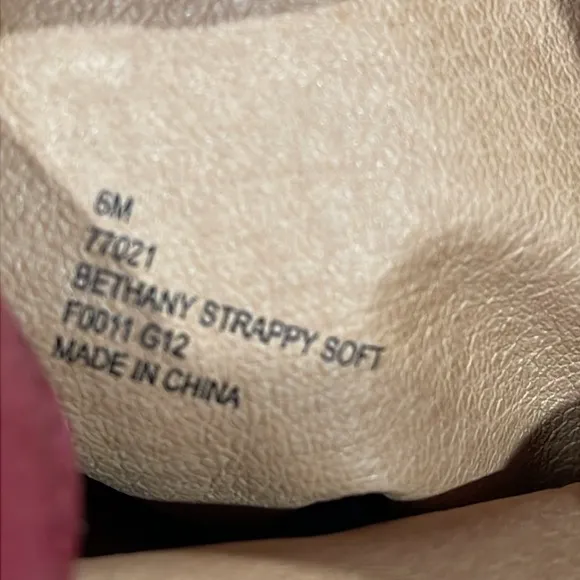 6M
77021
BETHANY STRAPPY SOFT
F0011 G12
MADE IN CHINA